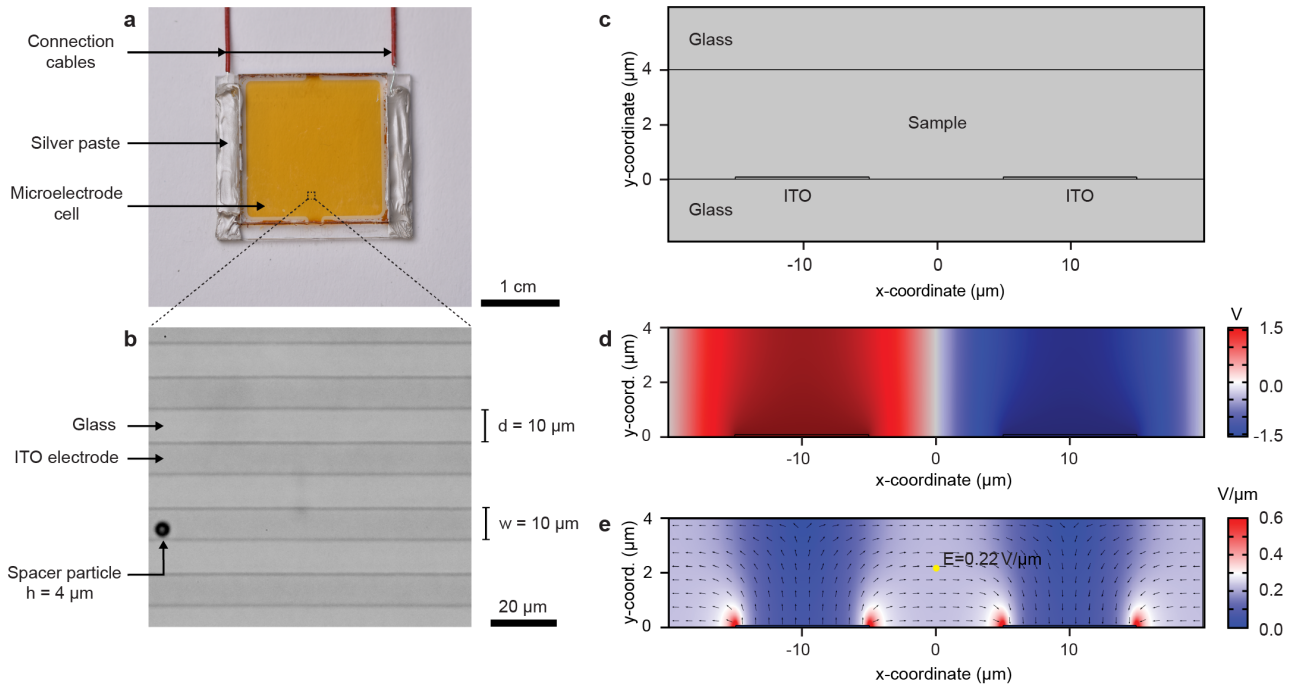 a
Connection
cables
Silver paste
Microelectrode
cell
1 cm
b
Glass
ITO electrode
Spacer particle
h = 4 µm
d = 10 µm
w = 10 µm
20 µm
c
Glass
Sample
ITO
ITO
Glass
y-coordinate (µm)
4
2
0
-10
0
10
x-coordinate (µm)
d
y-coord. (µm)
4
2
0
-10
0
10
x-coordinate (µm)
V
1.5
0.0
-1.5
e
E=0.22 V/µm
y-coord. (µm)
4
2
0
-10
0
10
x-coordinate (µm)
V/µm
0.6
0.4
0.2
0.0